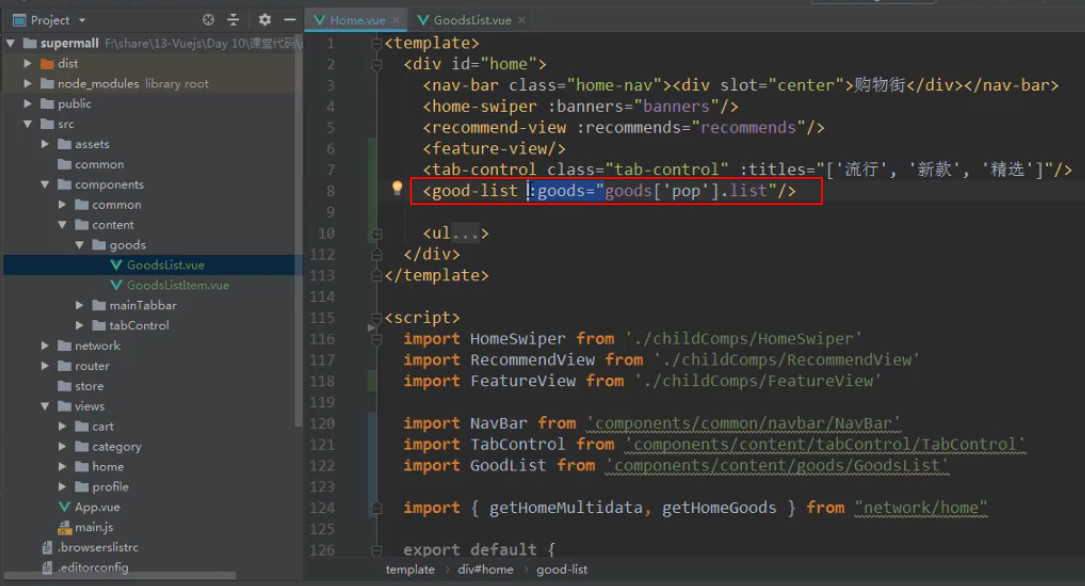 Project
Home.vue
GoodsList.vue
supermall F:\share\13-Vuejs\Day 10\课堂代码\s
dist
node_modules library root
public
src
assets
common
components
common
content
goods
GoodsList.vue
GoodsListItem.vue
mainTabbar
tabControl
network
router
store
views
cart
category
home
profile
App.vue
main.js
.browserslistrc
.editorconfig
1 <template>
2 <div id="home">
3 <nav-bar class="home-nav"><div slot="center">购物街</div></nav-bar>
4 <home-swiper :banners="banners"/>
5 <recommend-view :recommends="recommends"/>
6 <feature-view/>
7 <tab-control class="tab-control" :titles="['流行', '新款', '精选']"/>
8 <good-list :goods="goods['pop'].list"/>
9
10 <ul...>
112 </div>
113 </template>
114
115 <script>
116 import HomeSwiper from './childComps/HomeSwiper'
117 import RecommendView from './childComps/RecommendView'
118 import FeatureView from './childComps/FeatureView'
119
120 import NavBar from 'components/common/navbar/NavBar'
121 import TabControl from 'components/content/tabControl/TabControl'
122 import GoodList from 'components/content/goods/GoodsList'
123
124 import { getHomeMultidata, getHomeGoods } from "network/home"
125
126 export default {
template › div#home › good-list